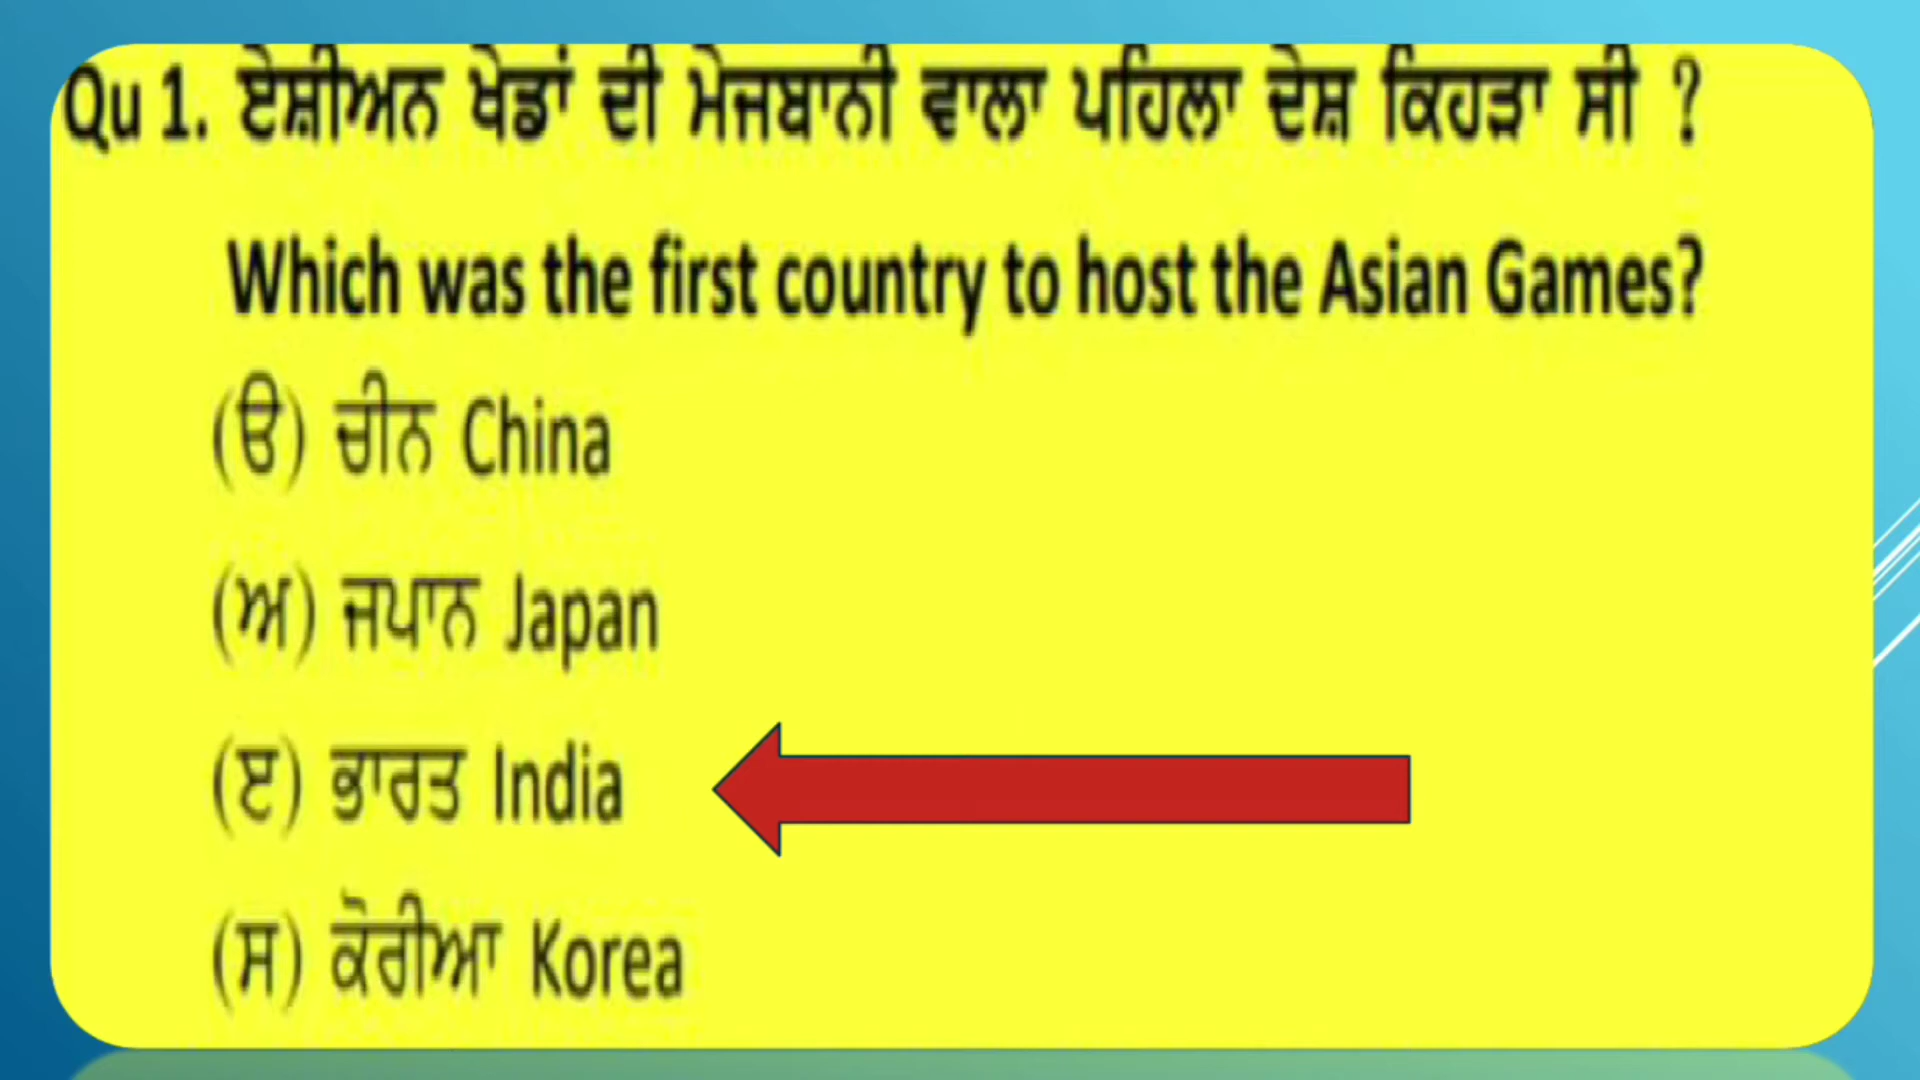 Qu 1. ਏਸ਼ੀਅਨ ਖੇਡਾਂ ਦੀ ਮੇਜਬਾਨੀ ਵਾਲਾ ਪਹਿਲਾ ਦੇਸ਼ ਕਿਹੜਾ ਸੀ ?
Which was the first country to host the Asian Games?
(ੳ) ਚੀਨ China
(ਅ) ਜਪਾਨ Japan
(ੲ) ਭਾਰਤ India
(ਸ) ਕੋਰੀਆ Korea